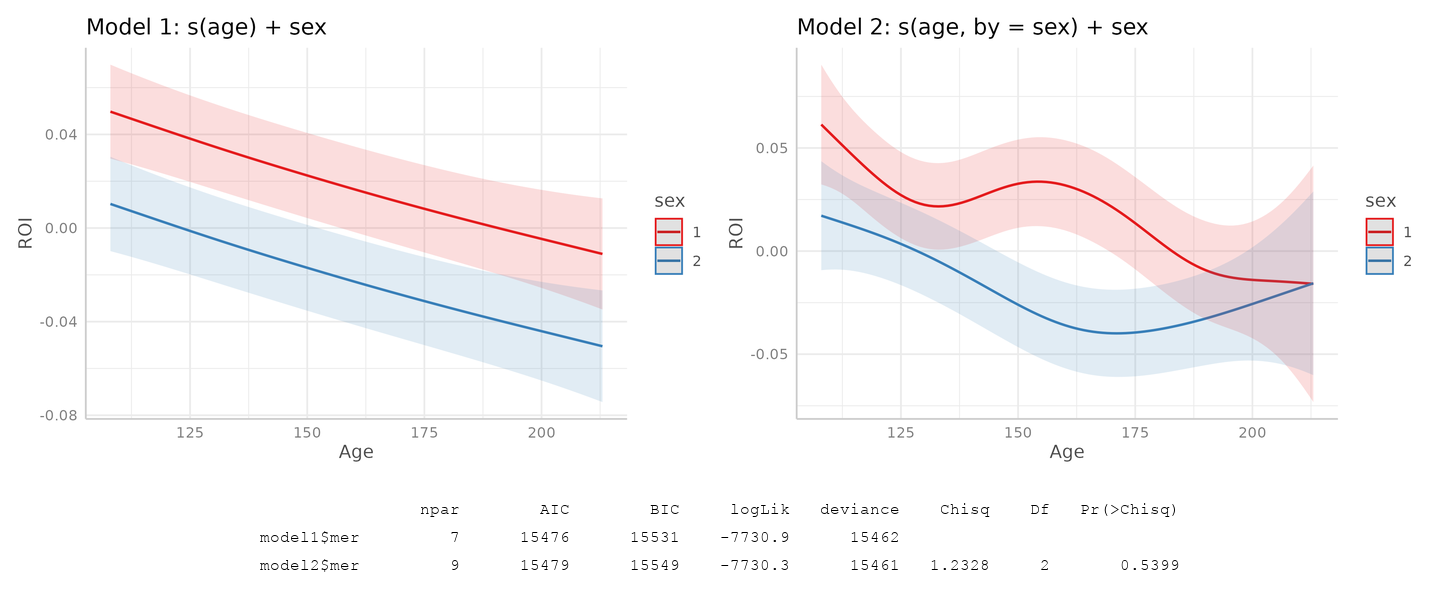 Model 1: s(age) + sex
ROI
0.04
0.00
-0.04
-0.08
125 150 175 200
Age
sex
1
2
Model 2: s(age, by = sex) + sex
ROI
0.05
0.00
-0.05
125 150 175 200
Age
sex
1
2
npar AIC BIC logLik deviance Chisq Df Pr(>Chisq)
model1$mer 7 15476 15531 -7730.9 15462
model2$mer 9 15479 15549 -7730.3 15461 1.2328 2 0.5399